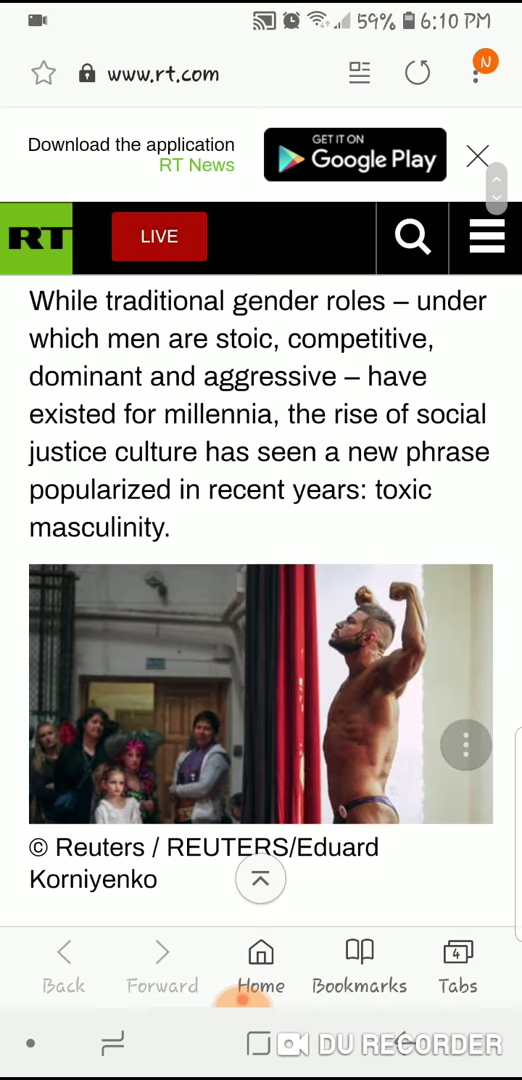 59% 6:10 PM
www.rt.com
N
Download the application
RT News
GET IT ON
Google Play
RT
LIVE
While traditional gender roles – under
which men are stoic, competitive,
dominant and aggressive – have
existed for millennia, the rise of social
justice culture has seen a new phrase
popularized in recent years: toxic
masculinity.
© Reuters / REUTERS/Eduard
Korniyenko
4
Back Forward Home Bookmarks Tabs
DU RECORDER